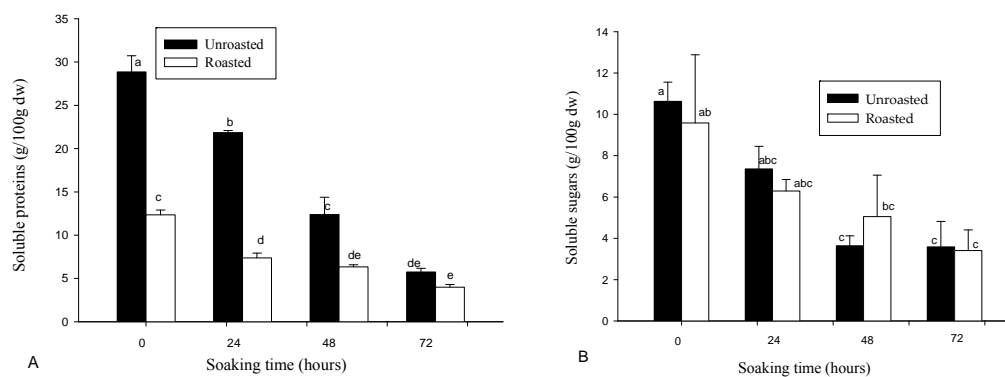 Soluble proteins (g/100g dw)
35
30
25
20
15
10
5
0
Unroasted
Roasted
a
b
c
c
d
de
de
e
0
24
48
72
Soaking time (hours)
A
Soluble sugars (g/100g dw)
14
12
10
8
6
4
2
0
Unroasted
Roasted
a
ab
abc
abc
c
bc
c
c
0
24
48
72
Soaking time (hours)
B